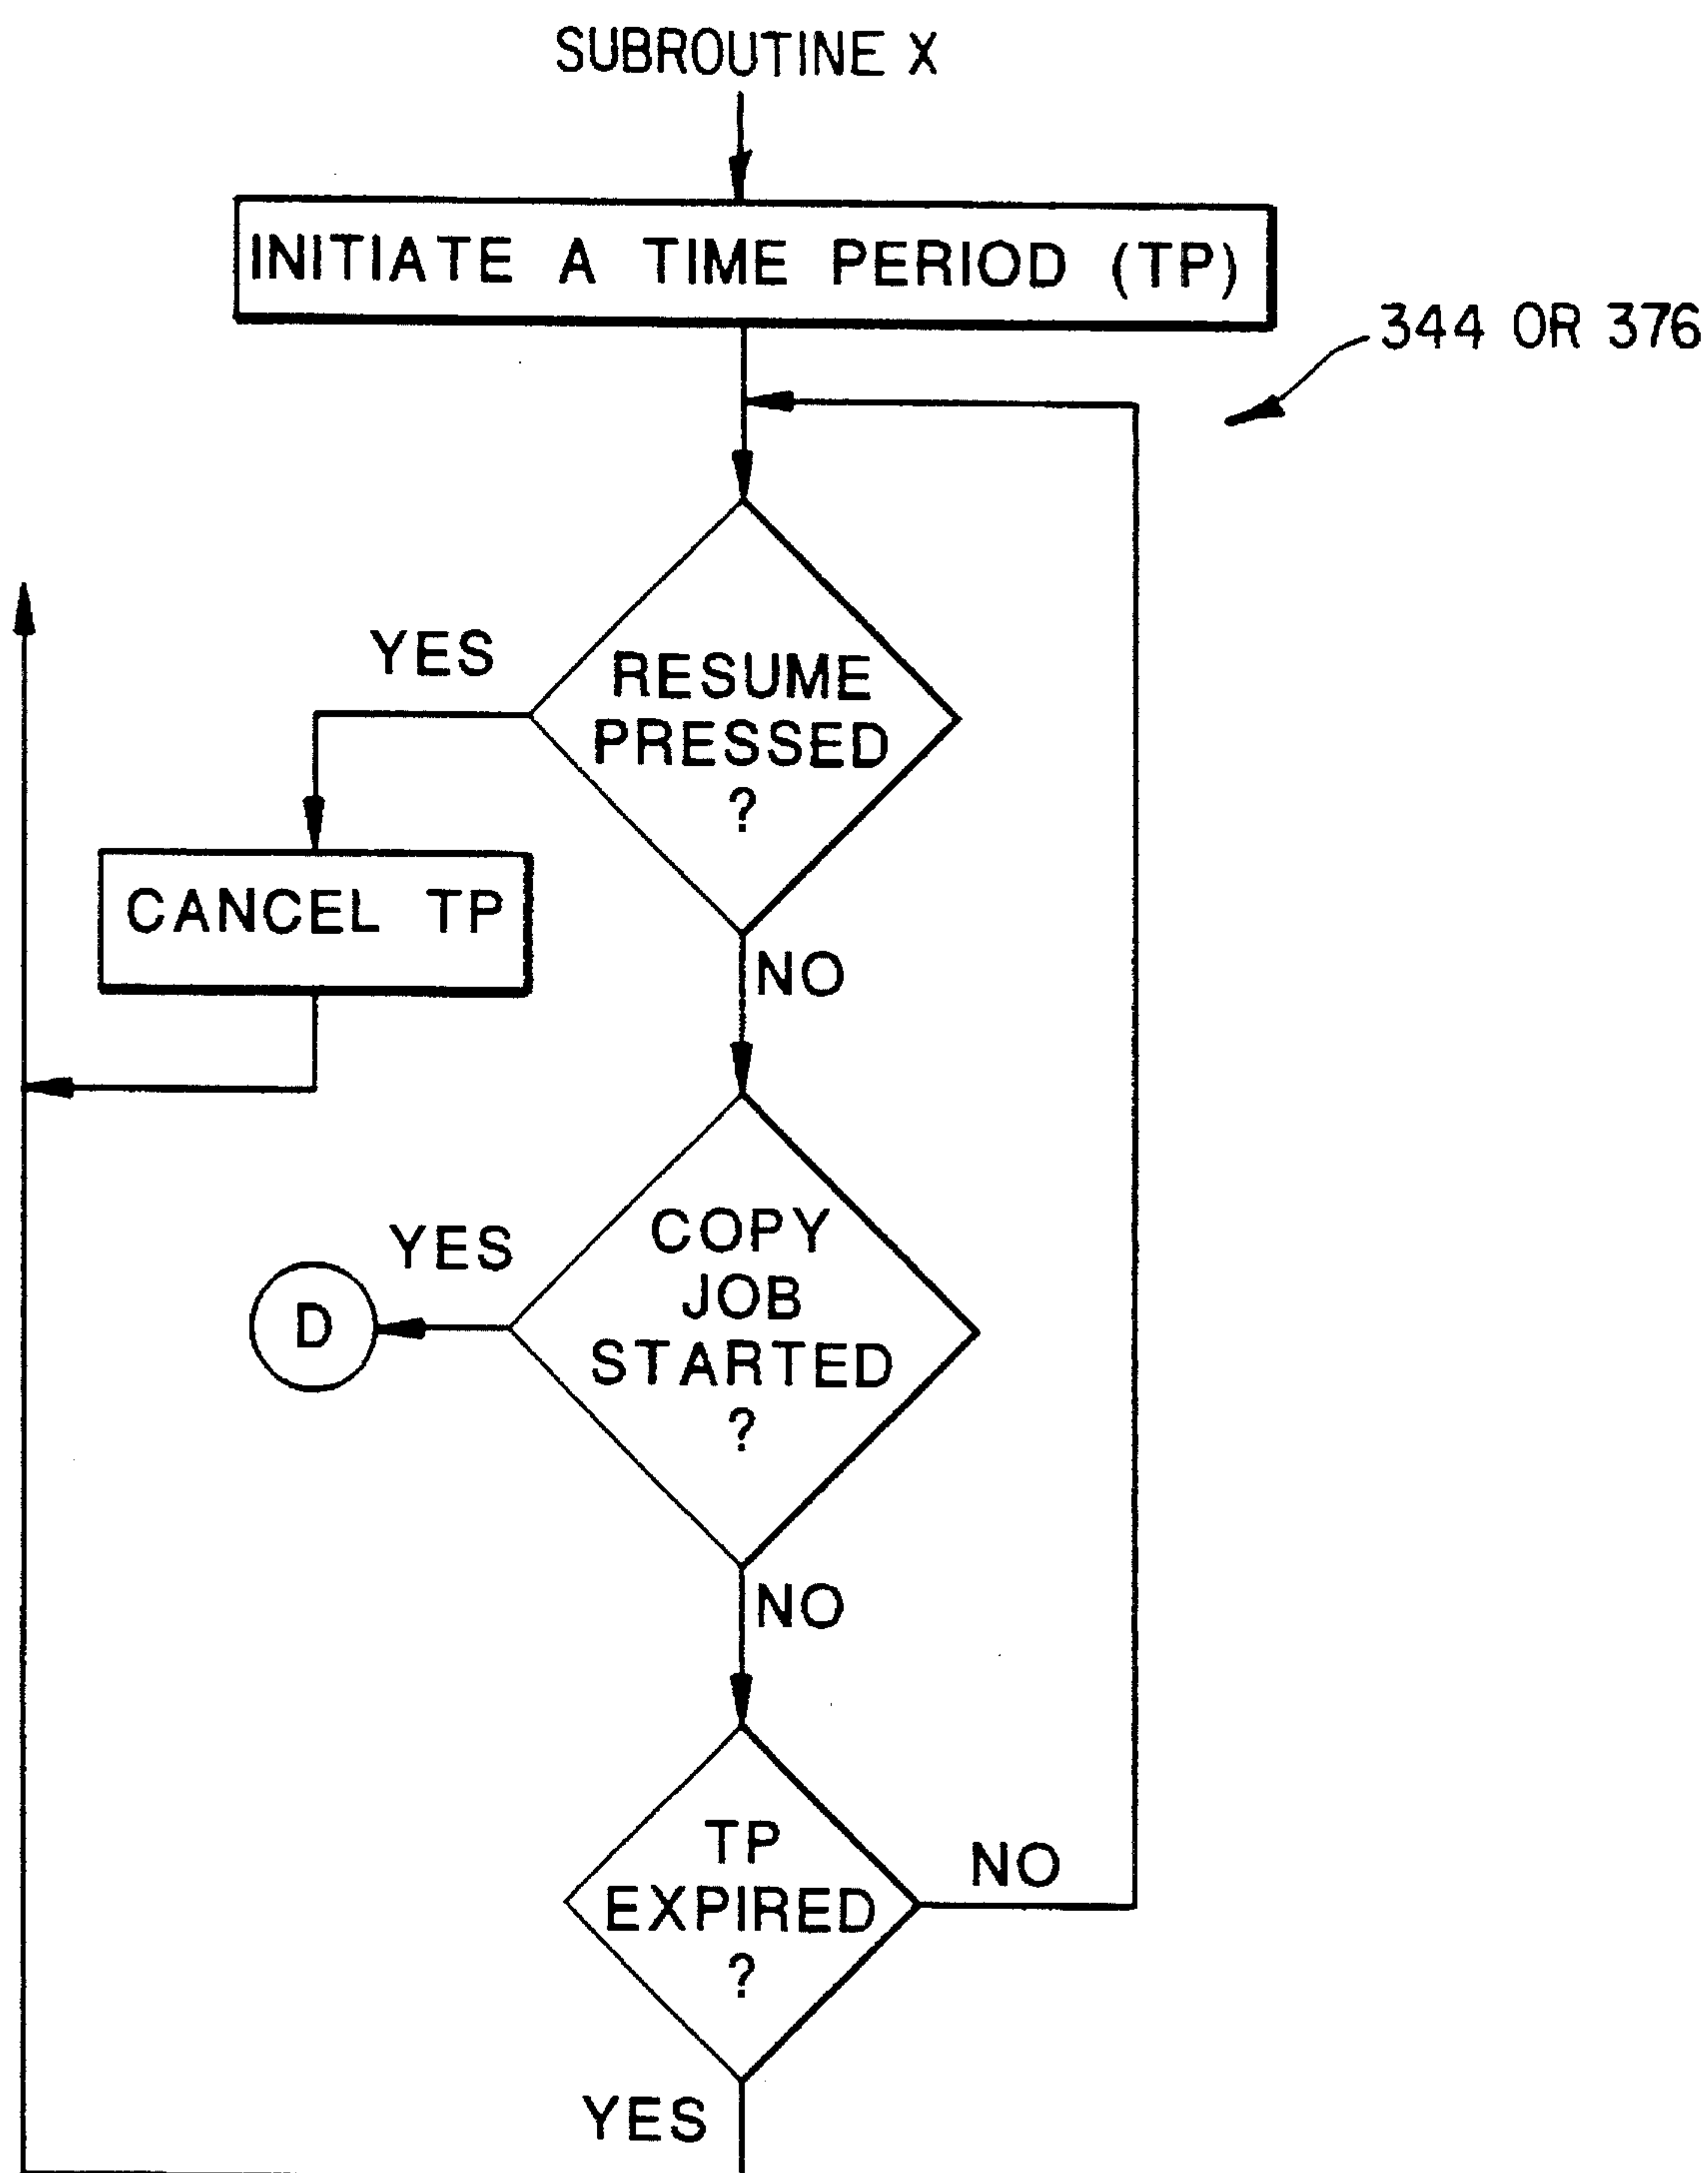 SUBROUTINE X
INITIATE A TIME PERIOD (TP)
344 OR 376
YES
RESUME
PRESSED
?
CANCEL TP
NO
YES
COPY
JOB
STARTED
?
D
NO
TP
EXPIRED
?
NO
YES